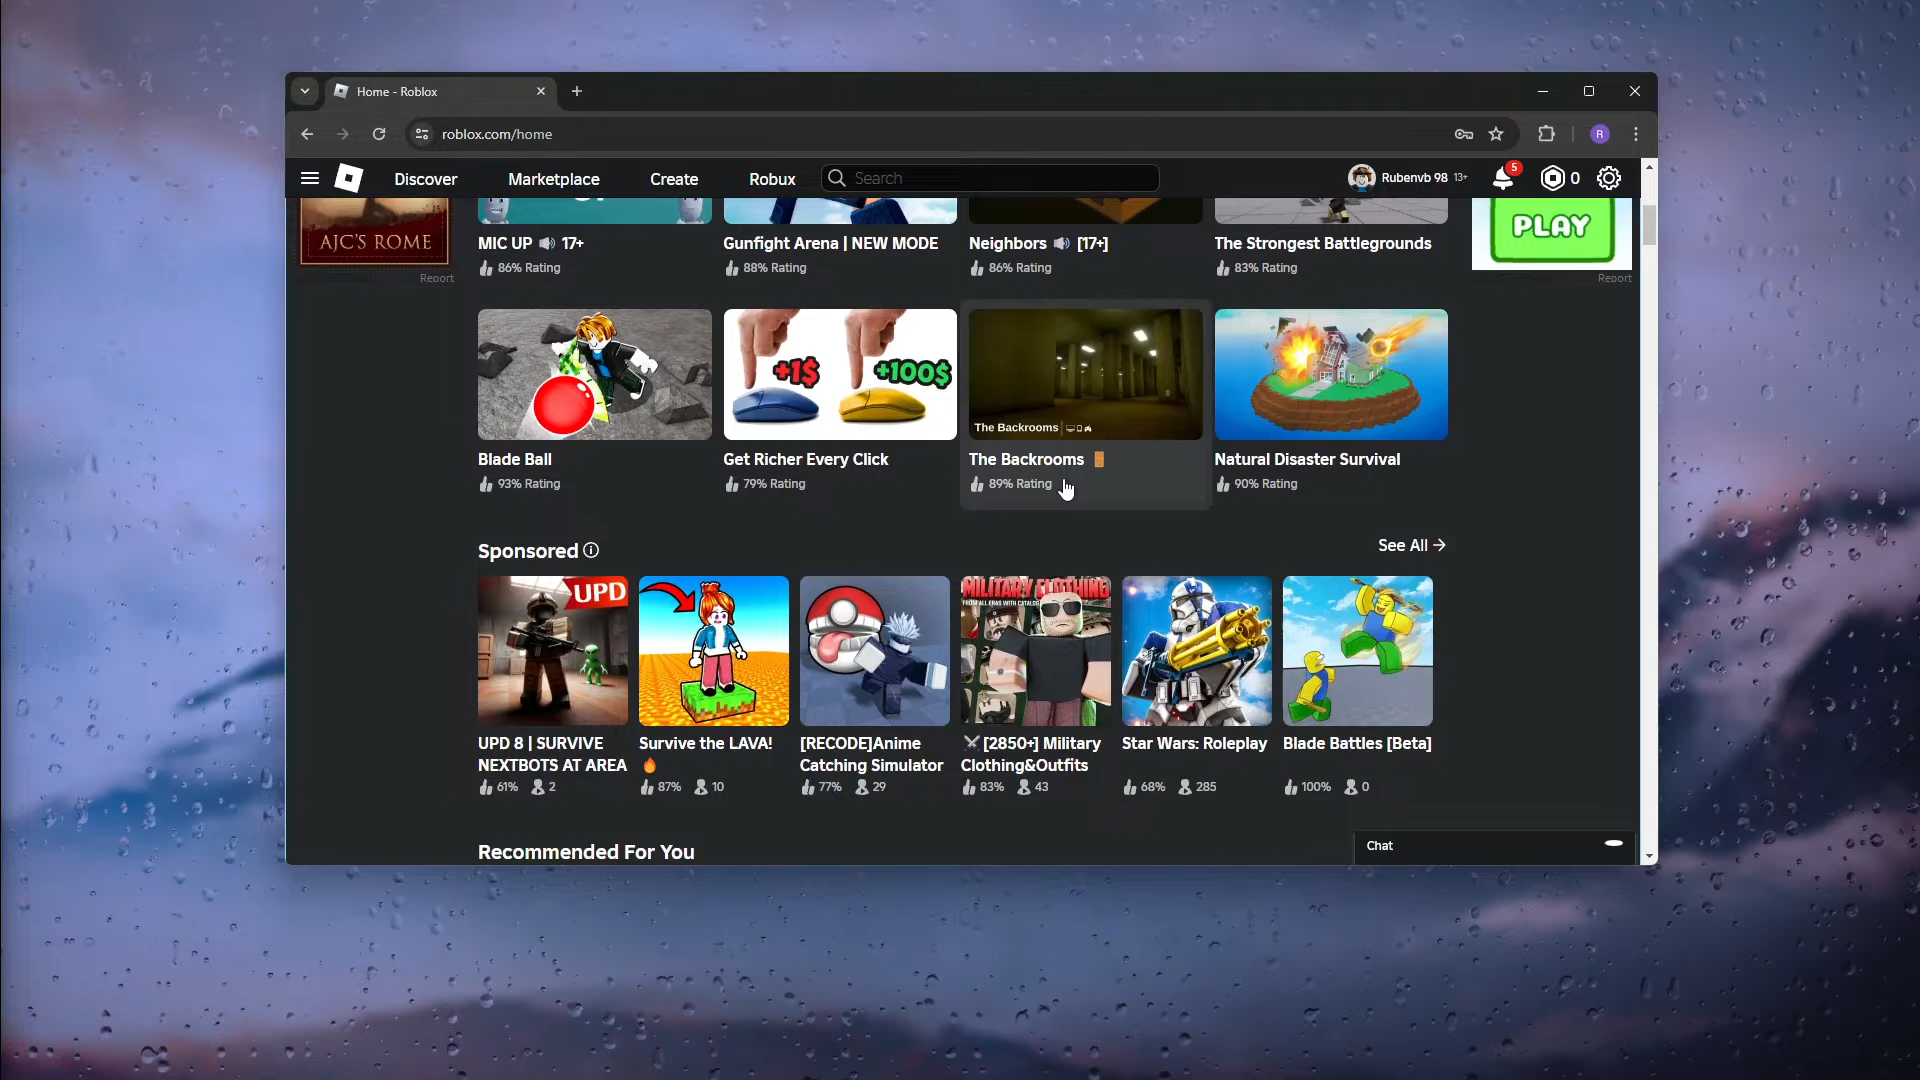 Home - Roblox
roblox.com/home
R
Discover Marketplace Create Robux Search Rubenvb 98 13+ 5 0
AJC'S ROME
Report
PLAY
Report
MIC UP 🔊 17+
86% Rating
Gunfight Arena | NEW MODE
88% Rating
Neighbors 🔊 [17+]
86% Rating
The Strongest Battlegrounds
83% Rating
Blade Ball
93% Rating
+1$ +100$
Get Richer Every Click
79% Rating
The Backrooms
The Backrooms 🚪
89% Rating
Natural Disaster Survival
90% Rating
Sponsored
See All →
UPD
UPD 8 | SURVIVE
NEXTBOTS AT AREA
61% 2
Survive the LAVA!
🔥
87% 10
[RECODE]Anime
Catching Simulator
77% 29
MILITARY CLOTHING
FROM ALL ERAS WITH CATALOG
⚔️[2850+] Military
Clothing&Outfits
83% 43
Star Wars: Roleplay
68% 285
Blade Battles [Beta]
100% 0
Recommended For You
Chat